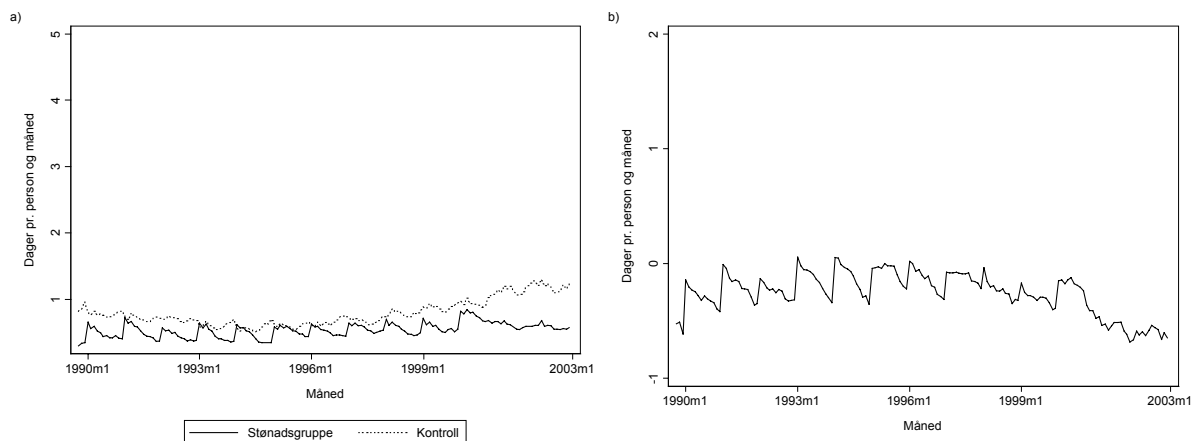 a)
Dager pr. person og måned
5
4
3
2
1
1990m1 1993m1 1996m1 1999m1 2003m1
Måned
Stønadsgruppe Kontroll
b)
Dager pr. person og måned
2
1
0
-1
1990m1 1993m1 1996m1 1999m1 2003m1
Måned